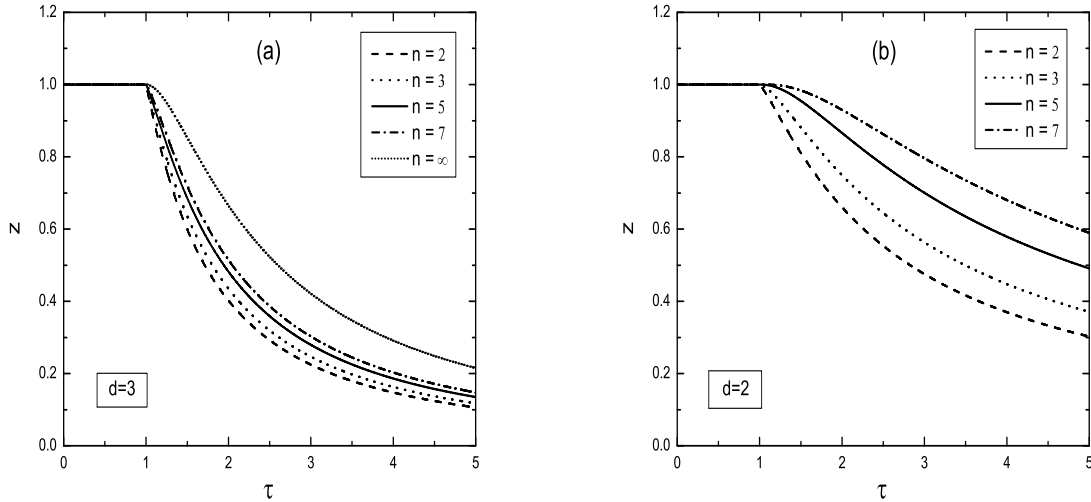 (a)
n = 2
n = 3
n = 5
n = 7
n = ∞
d=3
z
1.2
1.0
0.8
0.6
0.4
0.2
0.0
0 1 2 3 4 5
τ
(b)
n = 2
n = 3
n = 5
n = 7
d=2
z
1.2
1.0
0.8
0.6
0.4
0.2
0.0
0 1 2 3 4 5
τ